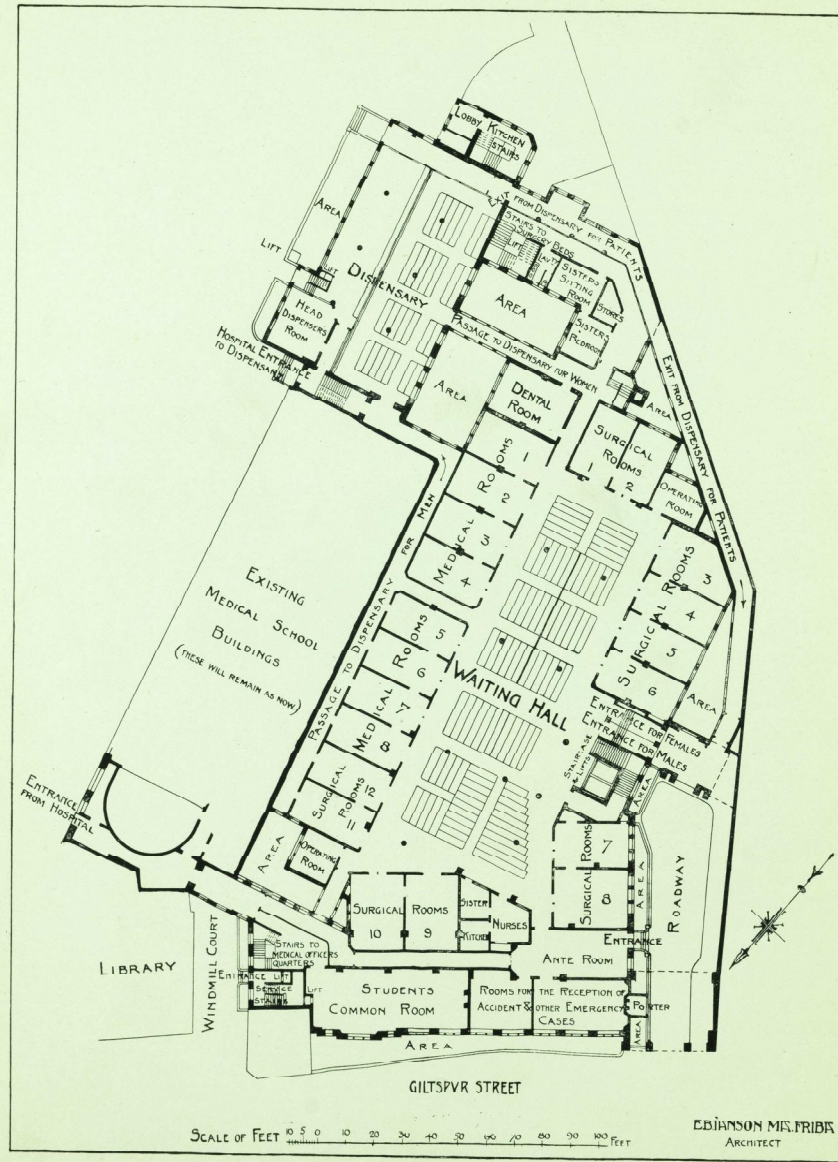 LOBBY
KITCHEN
STAIRS
AREA
EXIT FROM DISPENSARY FOR PATIENTS
STAIRS TO
SURGERY BEDS
LIFT
LIFT
LIFT
DISPENSARY
SISTERS
SITTING
ROOM
STORES
AREA
HEAD
DISPENSERS
ROOM
SISTERS
BEDROOM
HOSPITAL ENTRANCE
TO DISPENSARY
PASSAGE TO DISPENSARY FOR WOMEN
AREA
DENTAL
ROOM
AREA
EXIT FROM DISPENSARY FOR PATIENTS
SURGICAL
ROOMS
1 2
OPERATING
ROOM
MEDICAL ROOMS
1
2
3
4
SURGICAL ROOMS
3
4
5
6
AREA
EXISTING
MEDICAL SCHOOL
BUILDINGS
(THESE WILL REMAIN AS NOW)
PASSAGE TO DISPENSARY FOR MEN
MEDICAL ROOMS
5
6
7
8
WAITING HALL
ENTRANCE FOR FEMALES
ENTRANCE FOR MALES
STAIRCASE
& LIFTS
AREA
SURGICAL
ROOMS
12
11
ENTRANCE
FROM HOSPITAL
AREA
OPERATING
ROOM
SURGICAL ROOMS
7
8
AREA
ROADWAY
SURGICAL ROOMS
10 9
SISTER
KITCHEN
NURSES
ENTRANCE
ANTE ROOM
LIBRARY
WINDMILL COURT
STAIRS TO
MEDICAL OFFICERS
QUARTERS
ENTRANCE LIFT
SERVICE
STAIRS
LIFT
STUDENTS
COMMON ROOM
ROOMS FOR THE RECEPTION OF
ACCIDENT & OTHER EMERGENCY
CASES
PORTER
AREA
AREA
GILTSPVR STREET
SCALE OF FEET 10 5 0 10 20 30 40 50 60 70 80 90 100 FEET
E·B·I'ANSON M·A·F·R·I·B·A
ARCHITECT